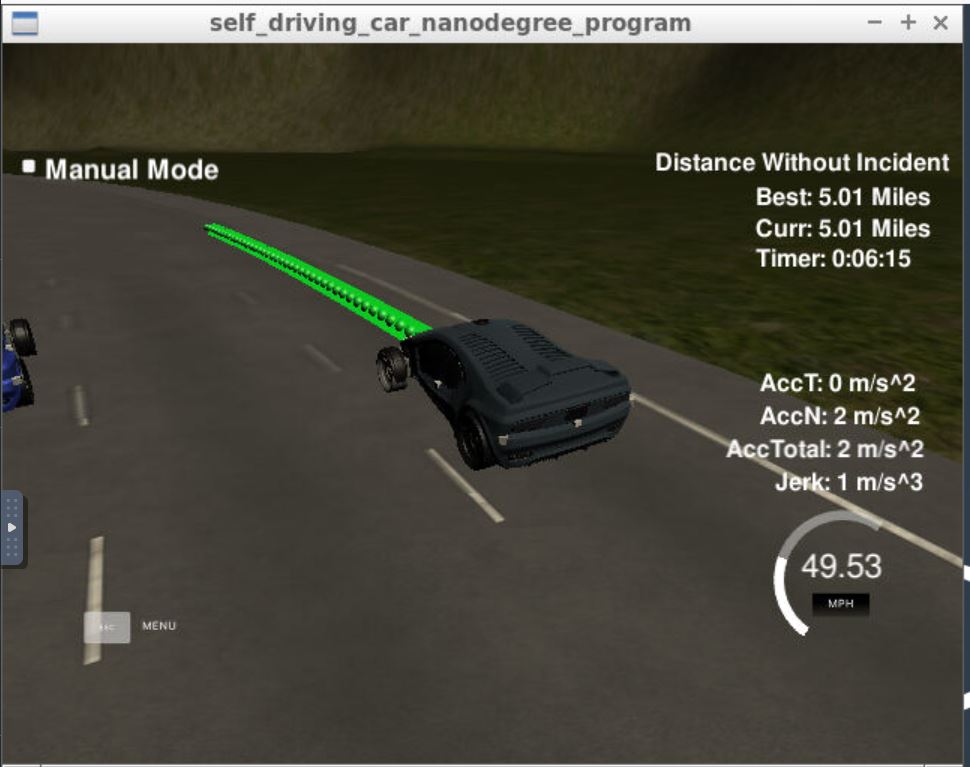 self_driving_car_nanodegree_program
Manual Mode
Distance Without Incident
Best: 5.01 Miles
Curr: 5.01 Miles
Timer: 0:06:15
AccT: 0 m/s^2
AccN: 2 m/s^2
AccTotal: 2 m/s^2
Jerk: 1 m/s^3
49.53
MPH
MENU